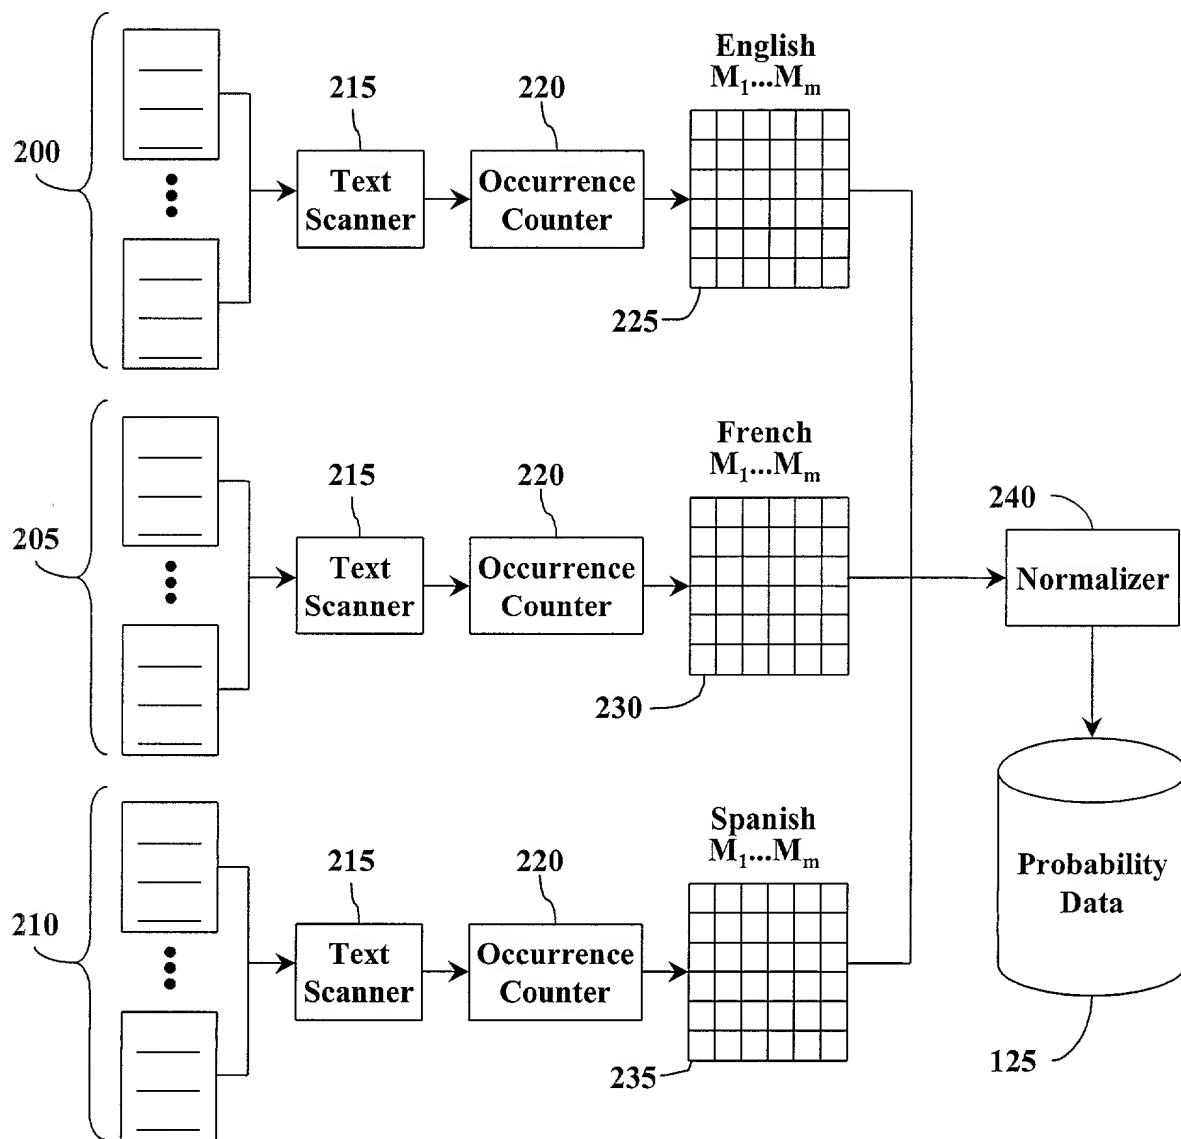 English
M₁...Mₘ
215
220
200
Text
Scanner
Occurrence
Counter
225
French
M₁...Mₘ
215
220
240
205
Text
Scanner
Occurrence
Counter
Normalizer
230
Spanish
M₁...Mₘ
215
220
Probability
Data
210
Text
Scanner
Occurrence
Counter
235
125